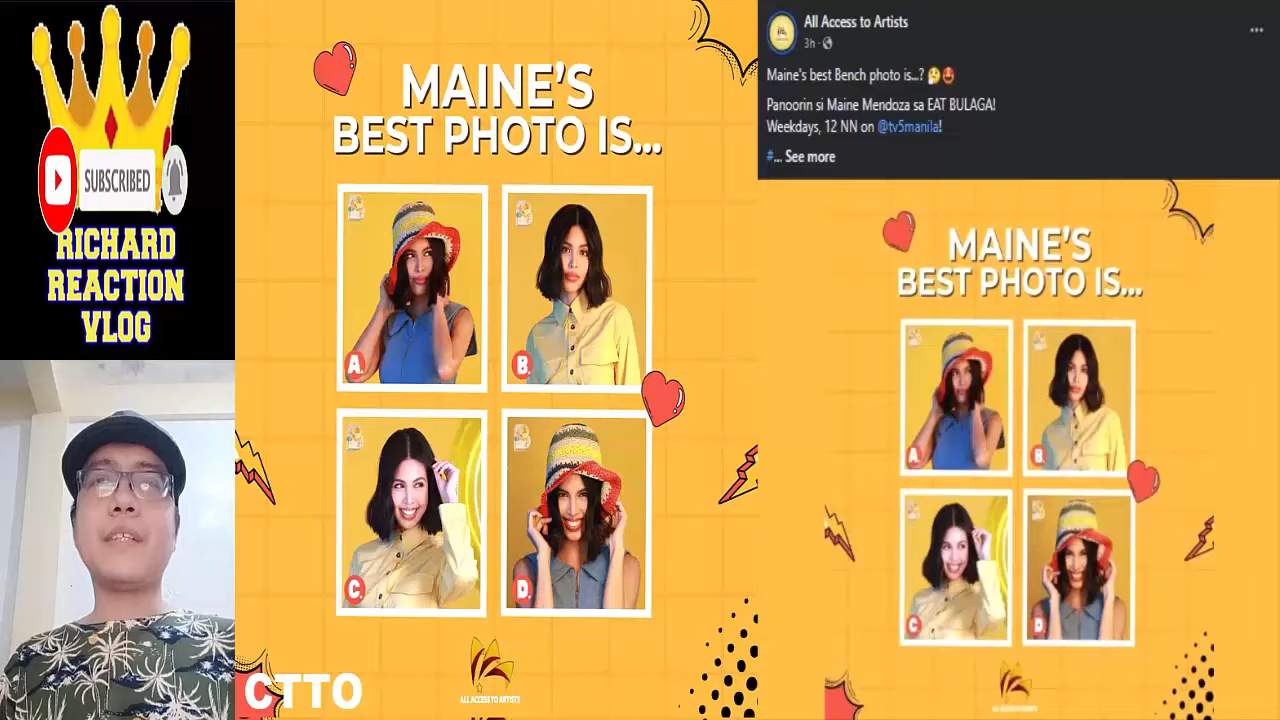 SUBSCRIBED
RICHARD
REACTION
VLOG
MAINE'S
BEST PHOTO IS...
A.
B.
C.
D.
CTTO
ALL ACCESS TO ARTISTS
All Access to Artists
3h ·
Maine's best Bench photo is...?
Panoorin si Maine Mendoza sa EAT BULAGA!
Weekdays, 12 NN on @tv5manila!
#... See more
MAINE'S
BEST PHOTO IS...
A.
B.
C.
D.